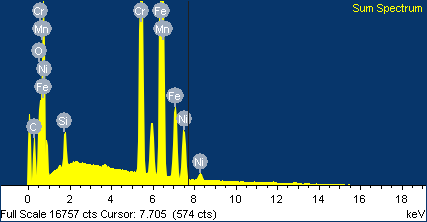 Sum Spectrum
Cr
Mn
O
Ni
Fe
C
Si
Cr
Fe
Mn
Fe
Ni
Ni
0 2 4 6 8 10 12 14 16 18
Full Scale 16757 cts Cursor: 7.705 (574 cts) keV